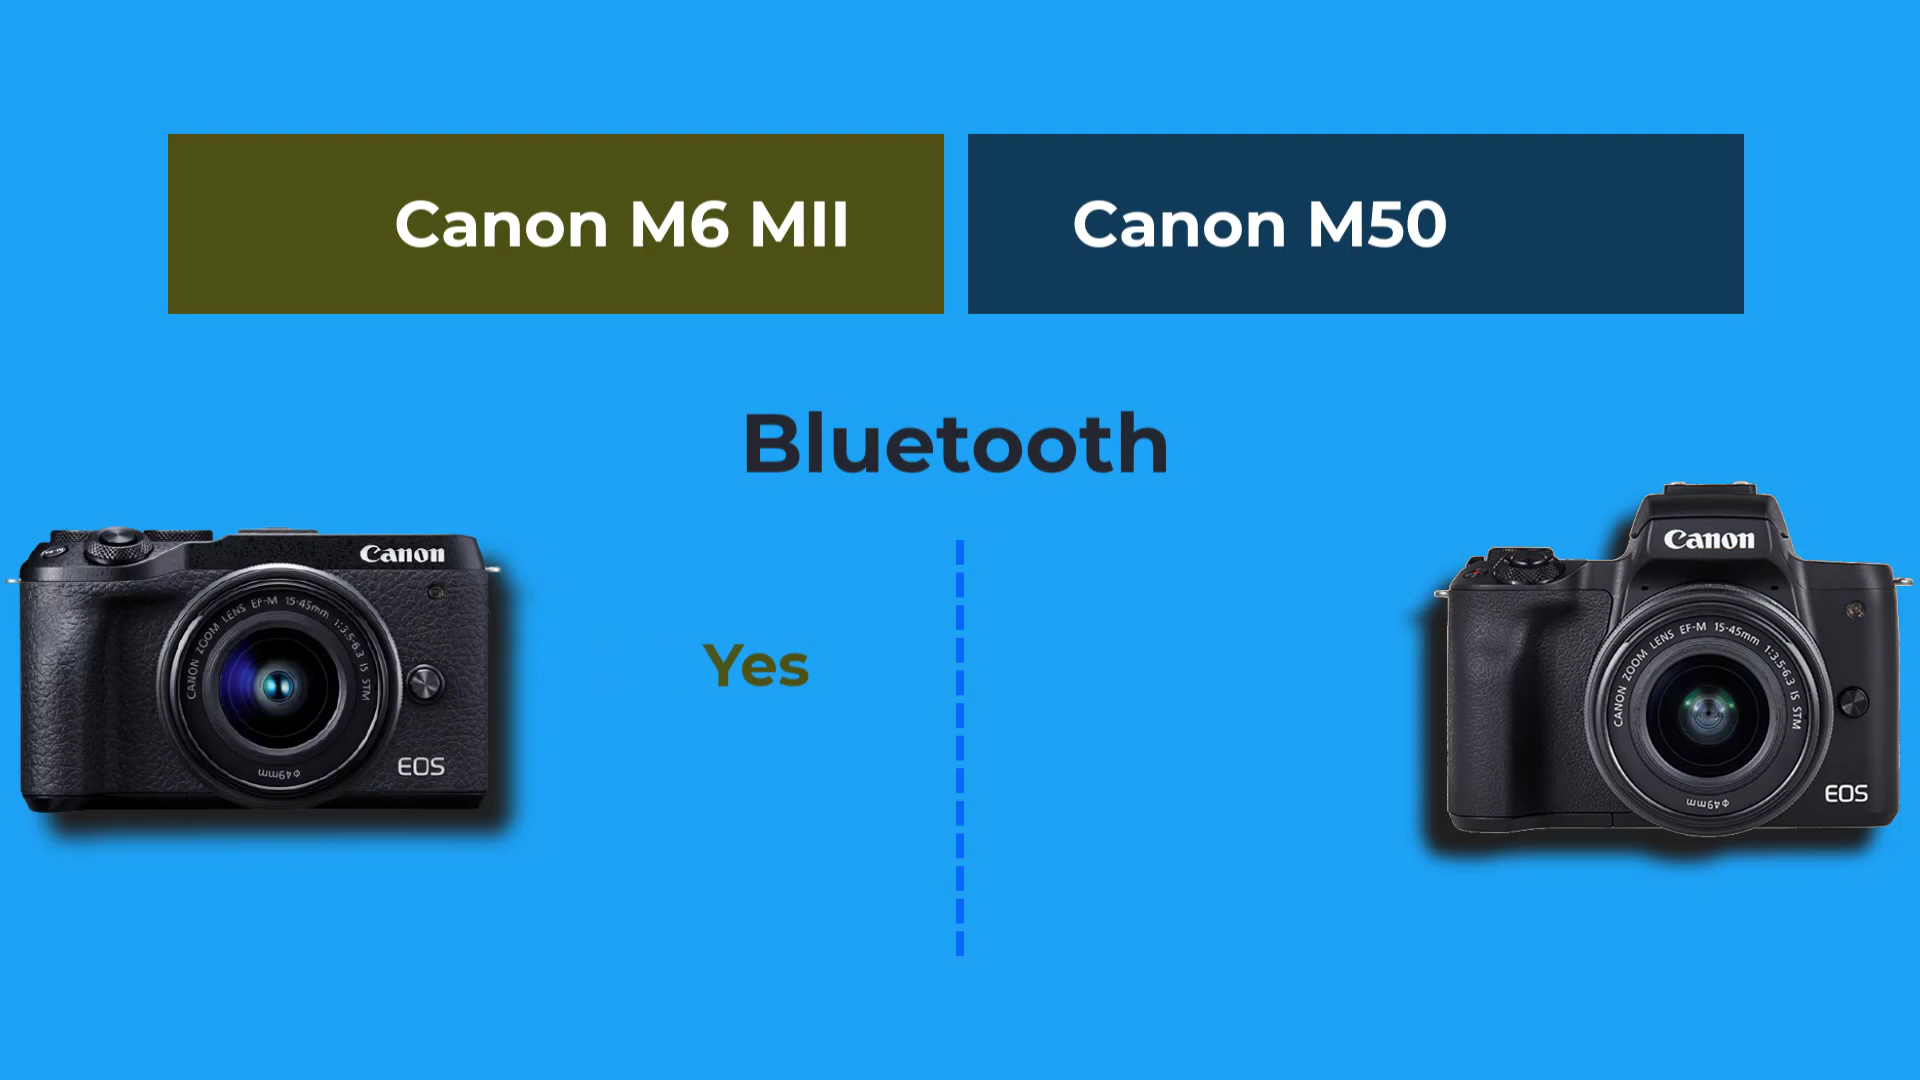 Canon M6 MII
Canon M50
Bluetooth
Yes
Canon
CANON ZOOM LENS EF-M 15-45mm 1:3.5-6.3 IS STM
φ49mm
EOS
Canon
CANON ZOOM LENS EF-M 15-45mm 1:3.5-6.3 IS STM
φ49mm
EOS